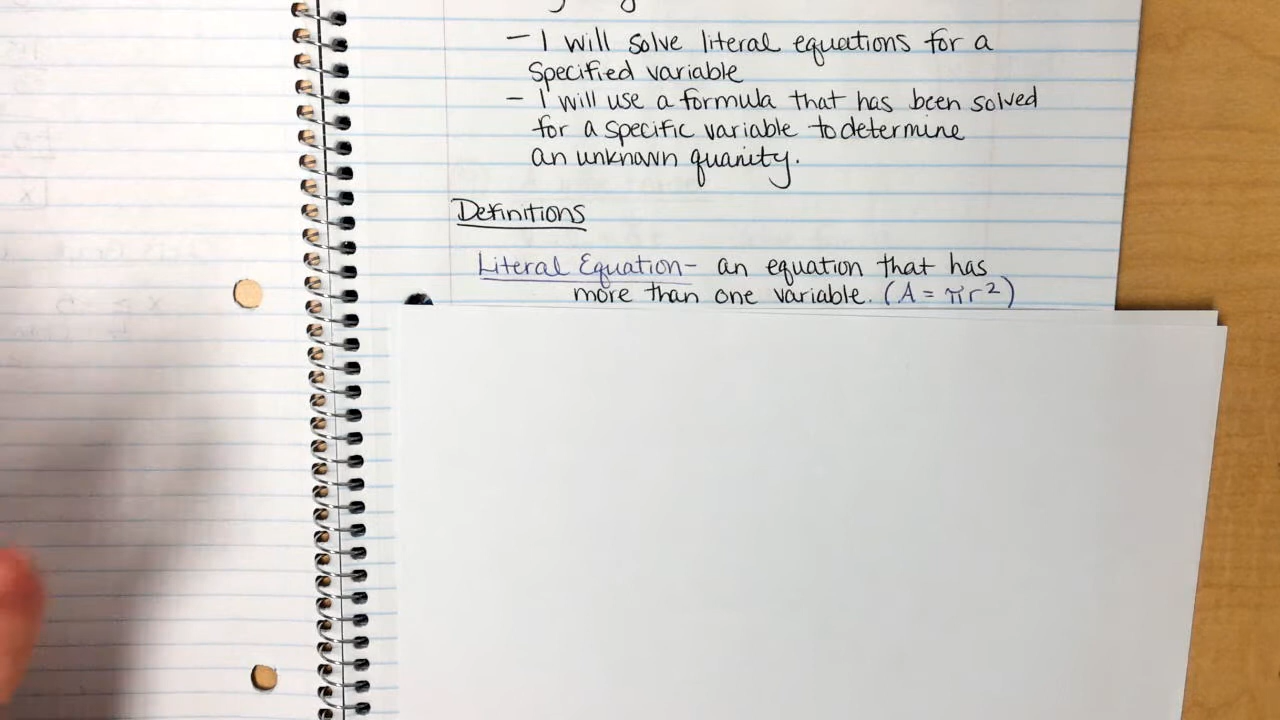 - I will solve literal equations for a
specified variable
- I will use a formula that has been solved
for a specific variable to determine
an unknown quanity.
Definitions
Literal Equation- an equation that has
more than one variable. (A = πr²)